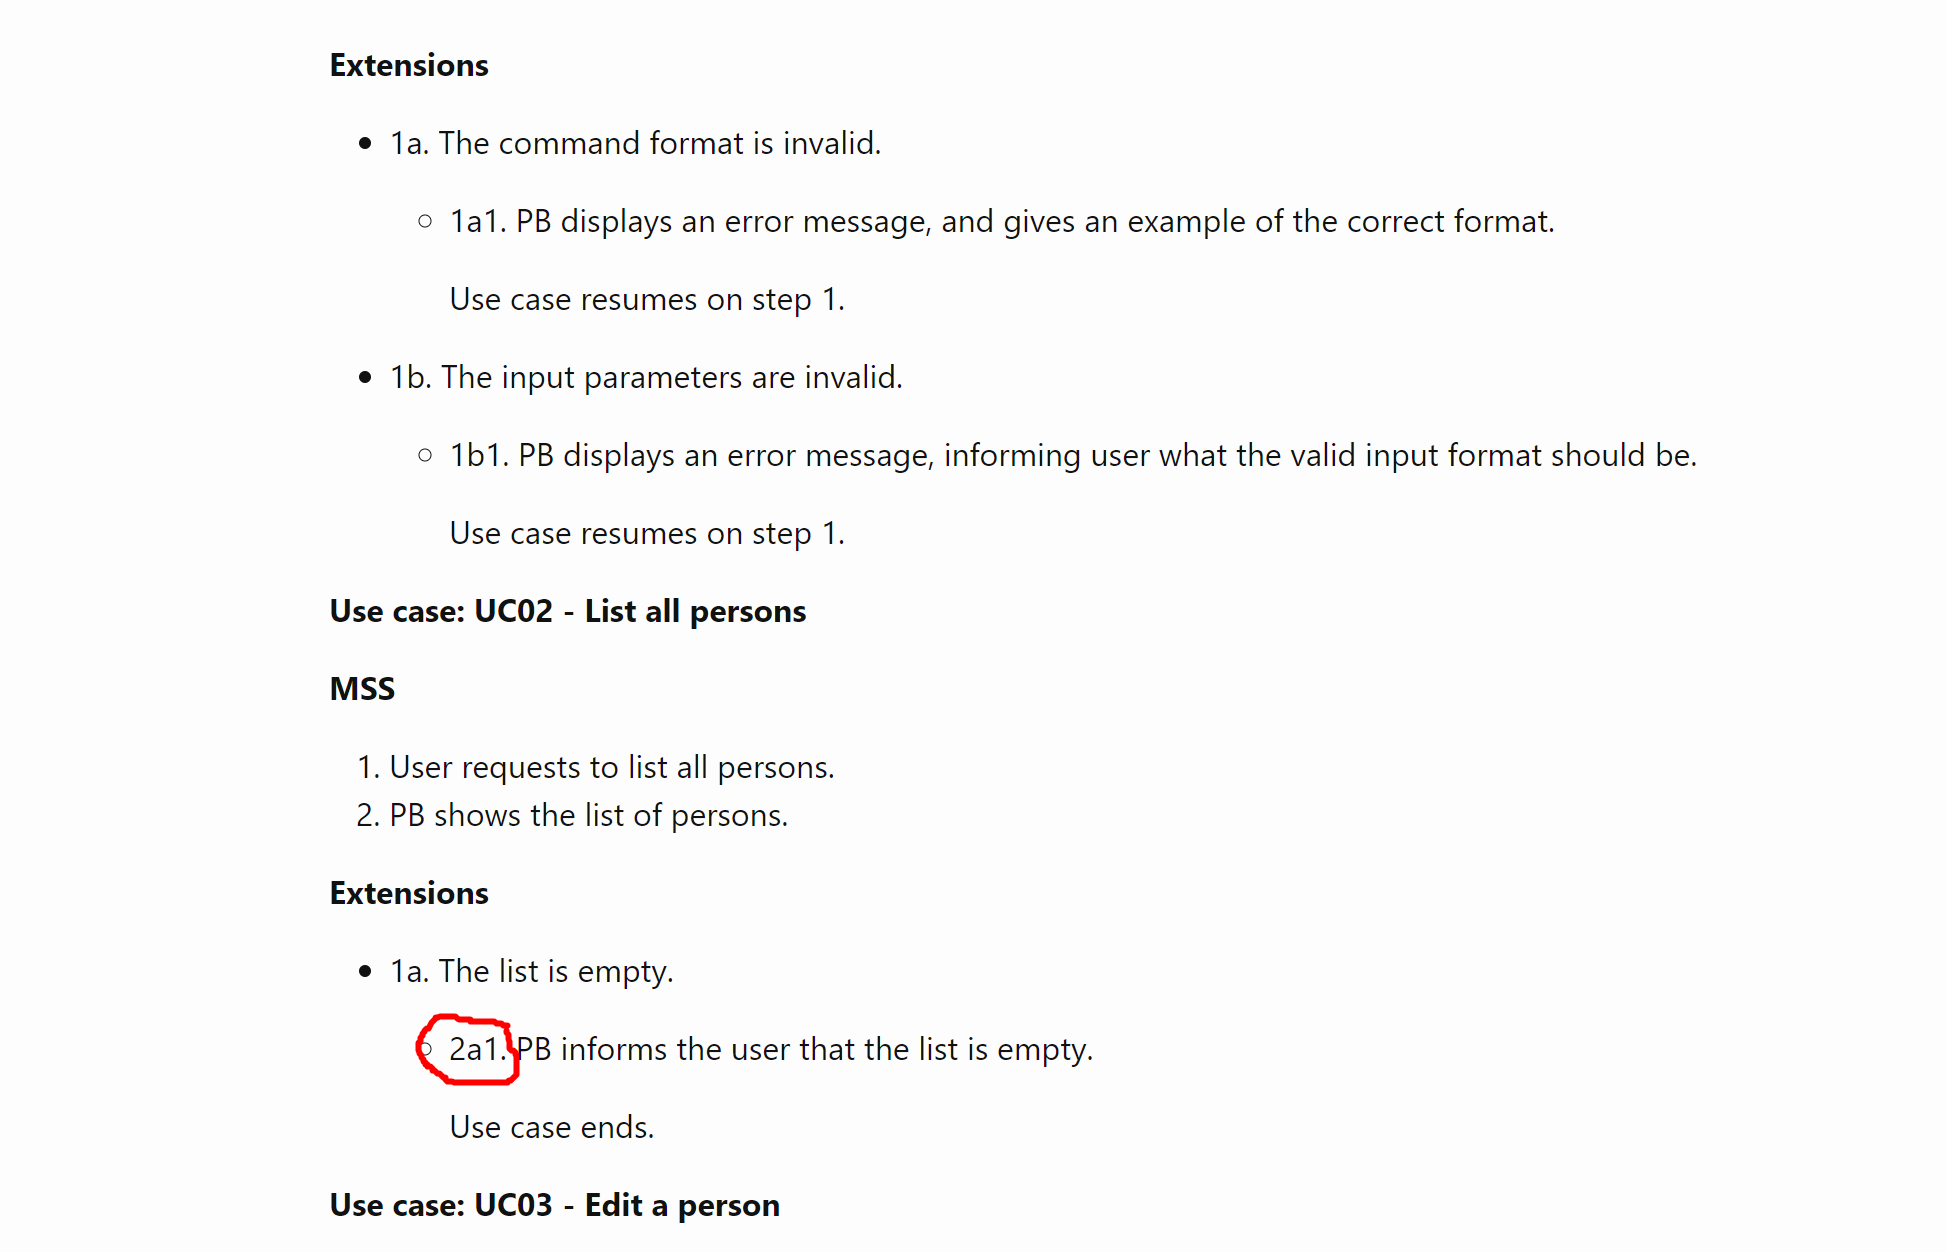 Extensions
1a. The command format is invalid.
1a1. PB displays an error message, and gives an example of the correct format.
Use case resumes on step 1.
1b. The input parameters are invalid.
1b1. PB displays an error message, informing user what the valid input format should be.
Use case resumes on step 1.
Use case: UC02 - List all persons
MSS
1. User requests to list all persons.
2. PB shows the list of persons.
Extensions
1a. The list is empty.
2a1. PB informs the user that the list is empty.
Use case ends.
Use case: UC03 - Edit a person